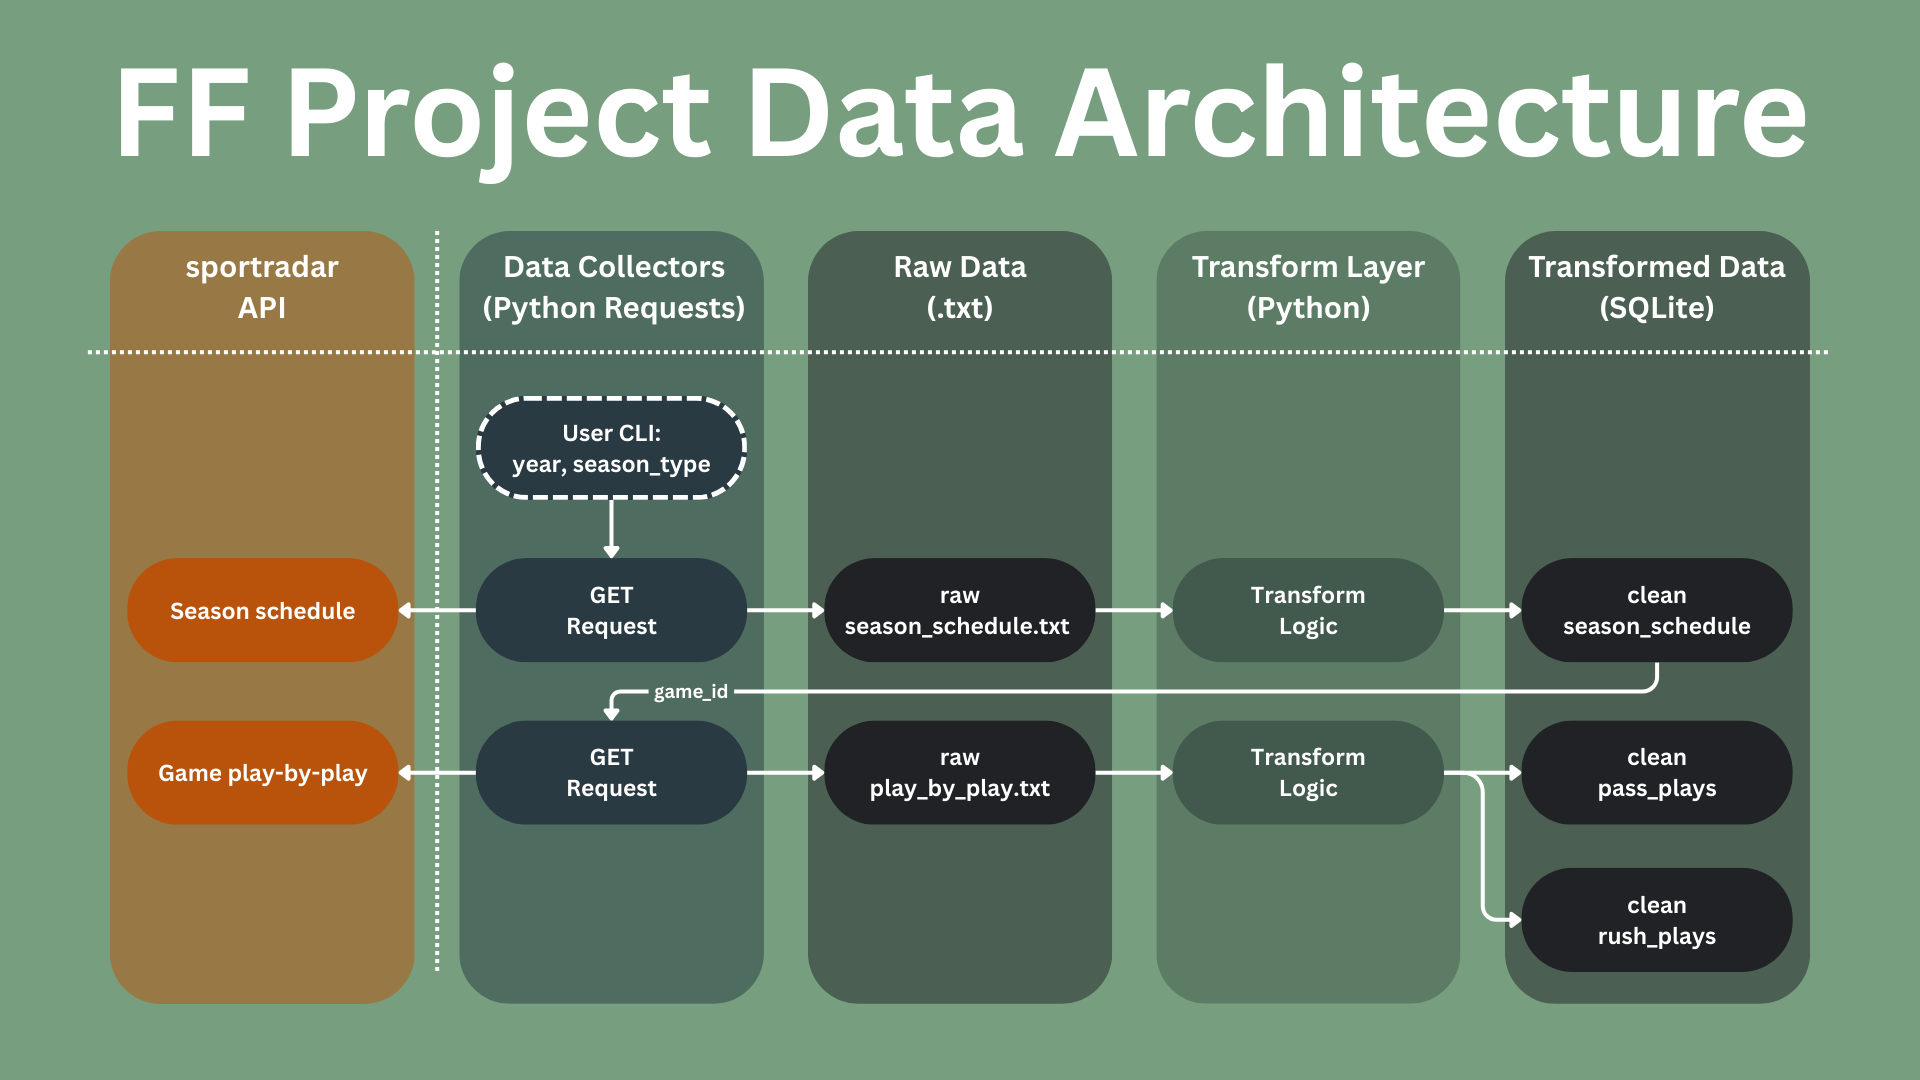 FF Project Data Architecture
sportradar
API
Data Collectors
(Python Requests)
Raw Data
(.txt)
Transform Layer
(Python)
Transformed Data
(SQLite)
User CLI:
year, season_type
Season schedule
GET
Request
raw
season_schedule.txt
Transform
Logic
clean
season_schedule
game_id
Game play-by-play
GET
Request
raw
play_by_play.txt
Transform
Logic
clean
pass_plays
clean
rush_plays